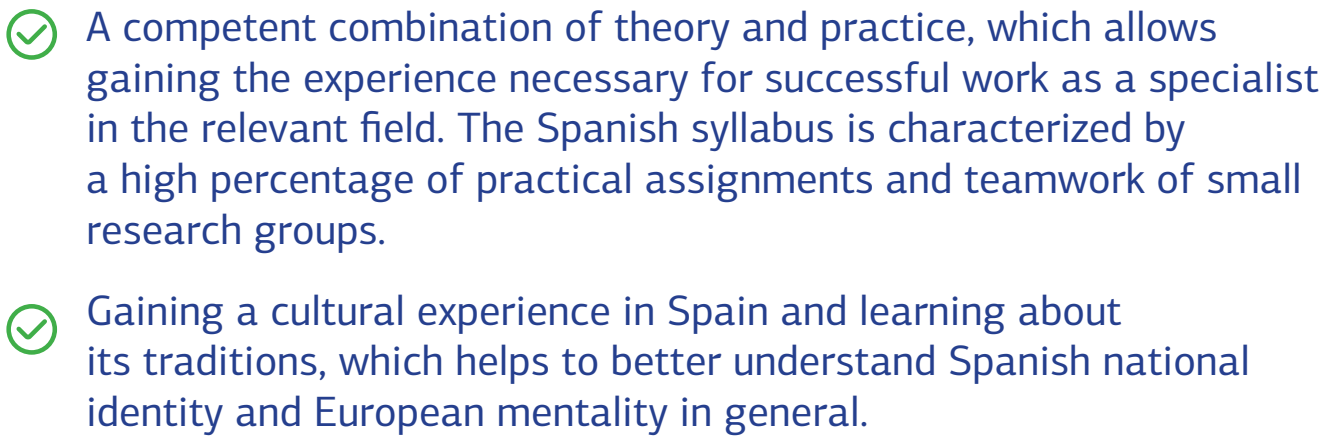 A competent combination of theory and practice, which allows
gaining the experience necessary for successful work as a specialist
in the relevant field. The Spanish syllabus is characterized by
a high percentage of practical assignments and teamwork of small
research groups.
Gaining a cultural experience in Spain and learning about
its traditions, which helps to better understand Spanish national
identity and European mentality in general.